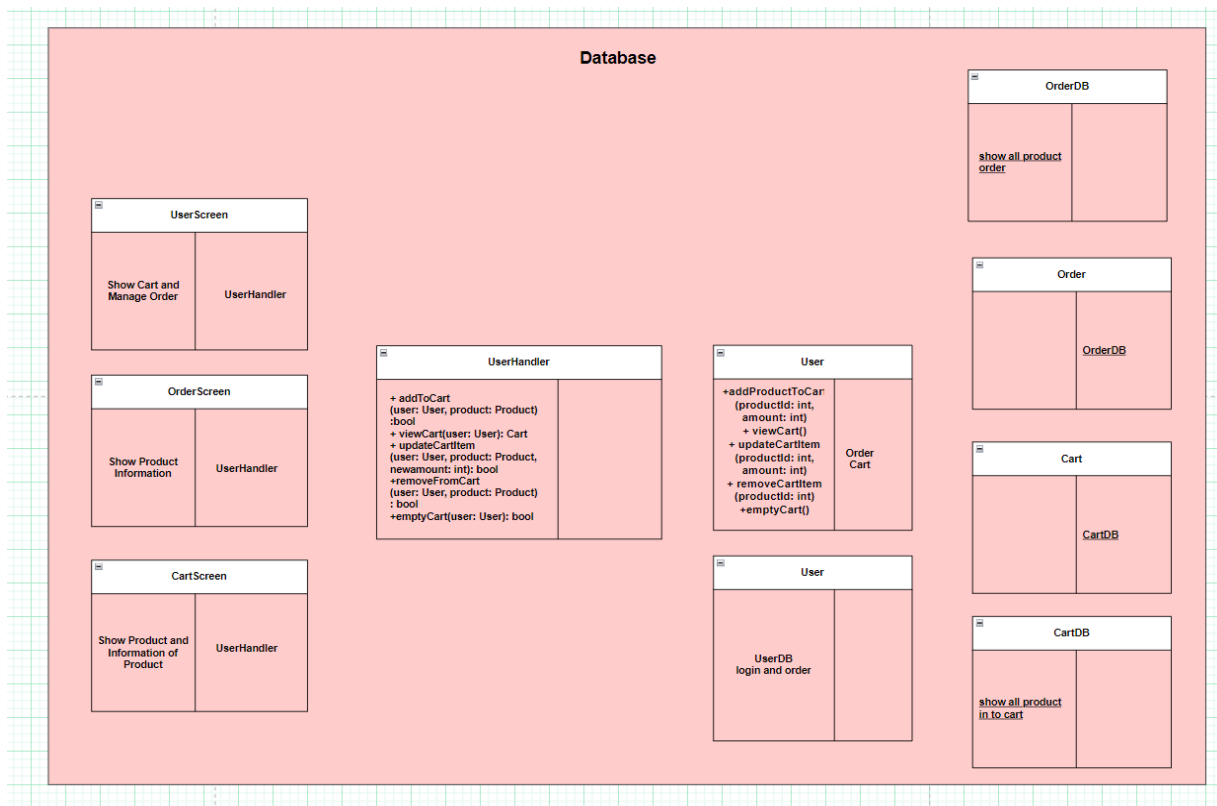 Database
UserScreen
Show Cart and
Manage Order
UserHandler
OrderScreen
Show Product
Information
UserHandler
CartScreen
Show Product and
Information of
Product
UserHandler
UserHandler
+ addToCart
(user: User, product: Product)
:bool
+ viewCart(user: User): Cart
+ updateCartItem
(user: User, product: Product,
newamount: int): bool
+removeFromCart
(user: User, product: Product)
: bool
+emptyCart(user: User): bool
User
+addProductToCart
(productId: int,
amount: int)
+ viewCart()
+ updateCartItem
(productId: int,
amount: int)
+ removeCartItem
(productId: int)
+emptyCart()
Order
Cart
User
UserDB
login and order
OrderDB
show all product
order
Order
OrderDB
Cart
CartDB
CartDB
show all product
in to cart